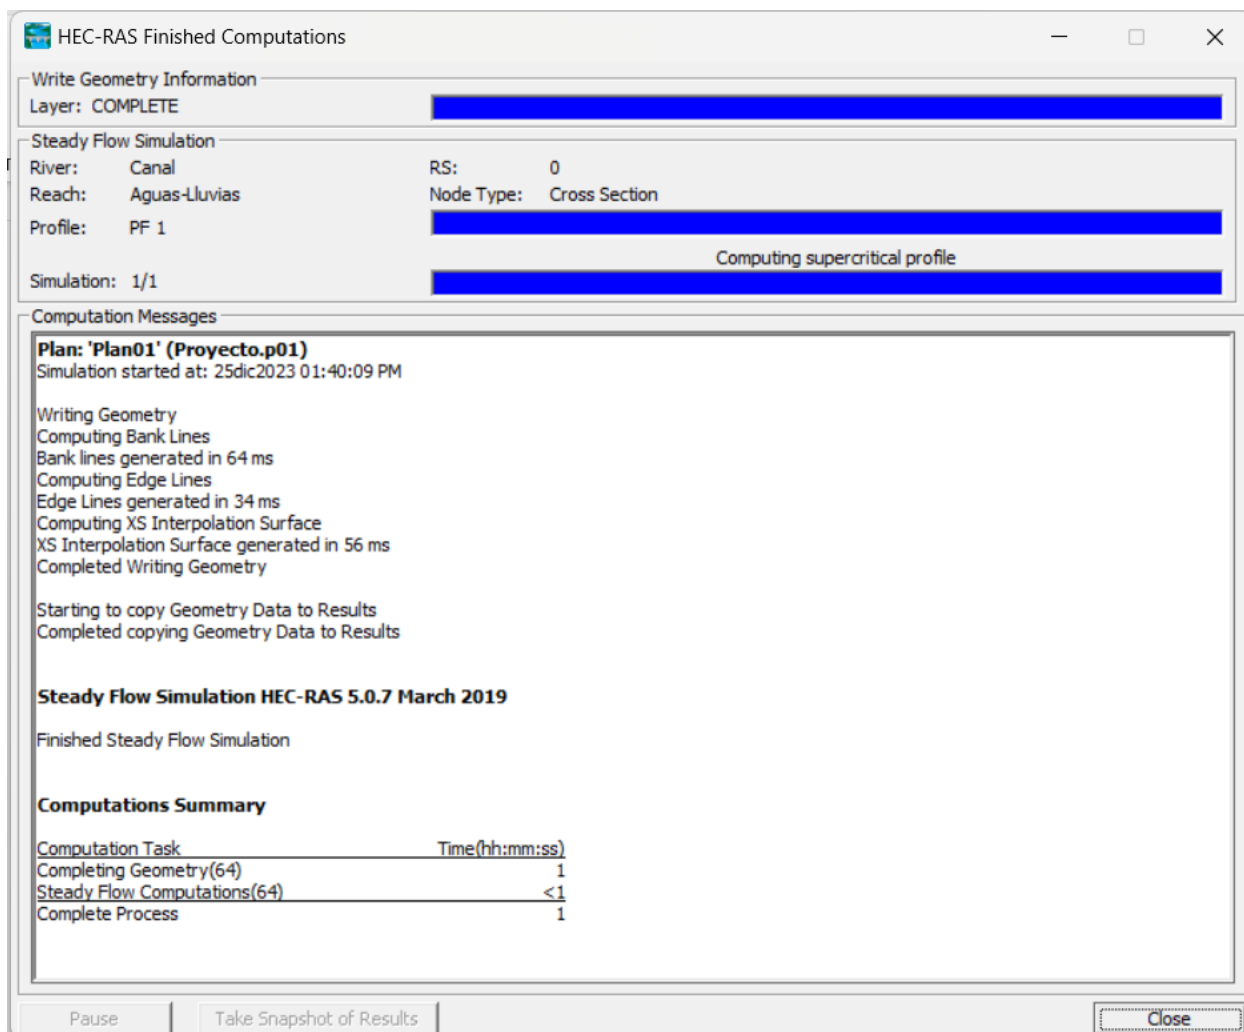 HEC-RAS Finished Computations
Write Geometry Information
Layer: COMPLETE
Steady Flow Simulation
River: Canal RS: 0
Reach: Aguas-Lluvias Node Type: Cross Section
Profile: PF 1
Computing supercritical profile
Simulation: 1/1
Computation Messages
Plan: 'Plan01' (Proyecto.p01)
Simulation started at: 25dic2023 01:40:09 PM
Writing Geometry
Computing Bank Lines
Bank lines generated in 64 ms
Computing Edge Lines
Edge Lines generated in 34 ms
Computing XS Interpolation Surface
XS Interpolation Surface generated in 56 ms
Completed Writing Geometry
Starting to copy Geometry Data to Results
Completed copying Geometry Data to Results
Steady Flow Simulation HEC-RAS 5.0.7 March 2019
Finished Steady Flow Simulation
Computations Summary
Computation Task Time(hh:mm:ss)
Completing Geometry(64) 1
Steady Flow Computations(64) <1
Complete Process 1
Pause Take Snapshot of Results Close